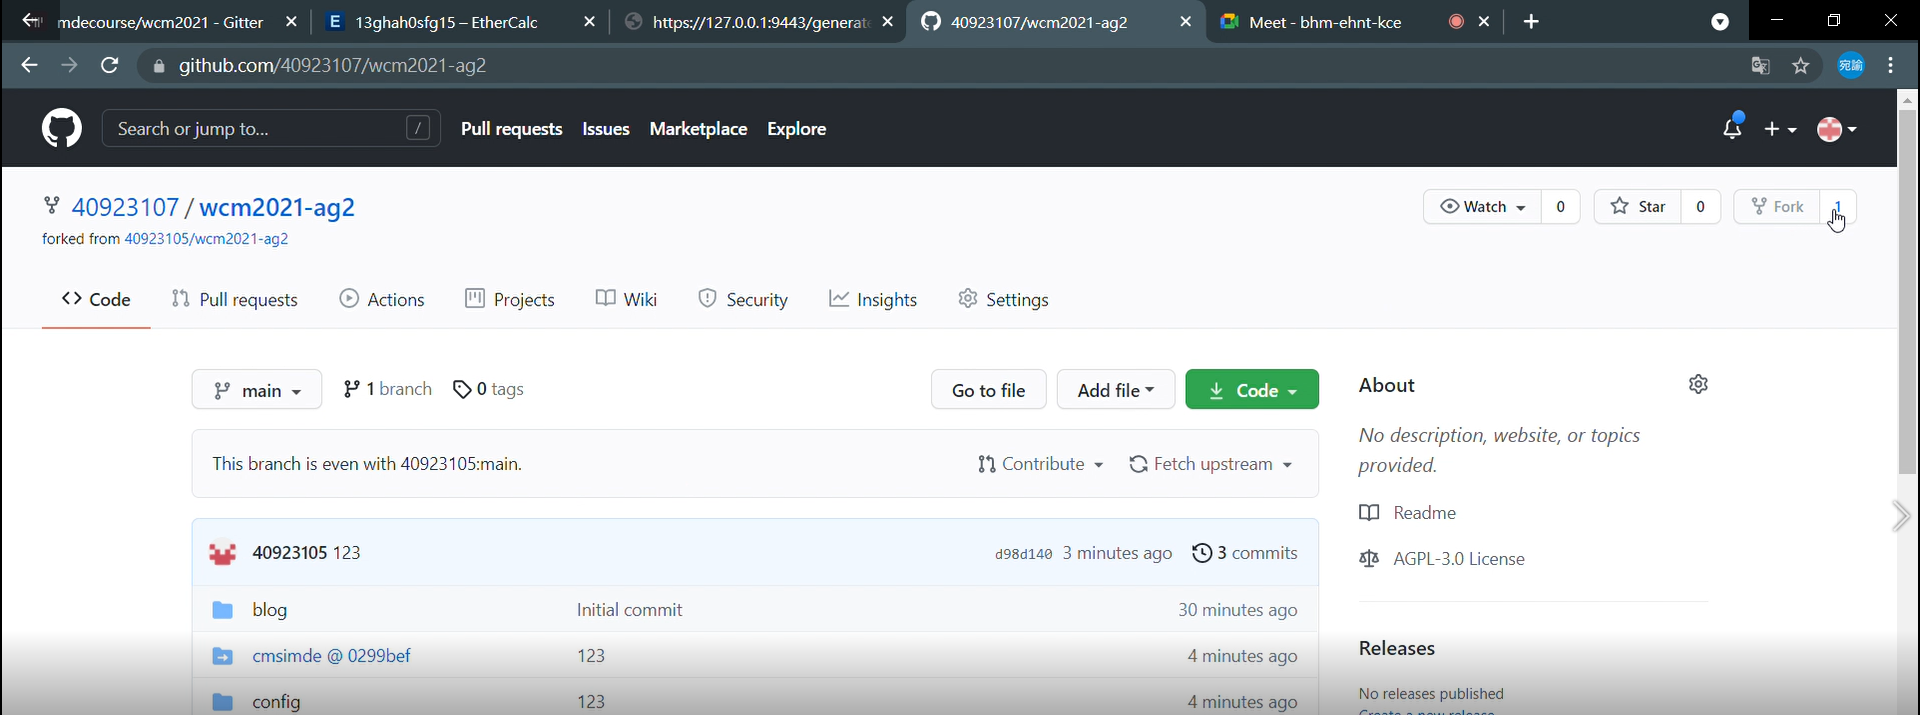 mdecourse/wcm2021 - Gitter
13ghah0sfg15 – EtherCalc
https://127.0.0.1:9443/generate
40923107/wcm2021-ag2
Meet - bhm-ehnt-kce
github.com/40923107/wcm2021-ag2
宛諭
Search or jump to... /
Pull requests Issues Marketplace Explore
40923107 / wcm2021-ag2
Watch 0 Star 0 Fork 1
forked from 40923105/wcm2021-ag2
Code Pull requests Actions Projects Wiki Security Insights Settings
main 1 branch 0 tags Go to file Add file Code
About
No description, website, or topics
provided.
This branch is even with 40923105:main. Contribute Fetch upstream
Readme
40923105 123 d98d140 3 minutes ago 3 commits
AGPL-3.0 License
blog Initial commit 30 minutes ago
cmsimde @ 0299bef 123 4 minutes ago
Releases
config 123 4 minutes ago
No releases published
Create a new release